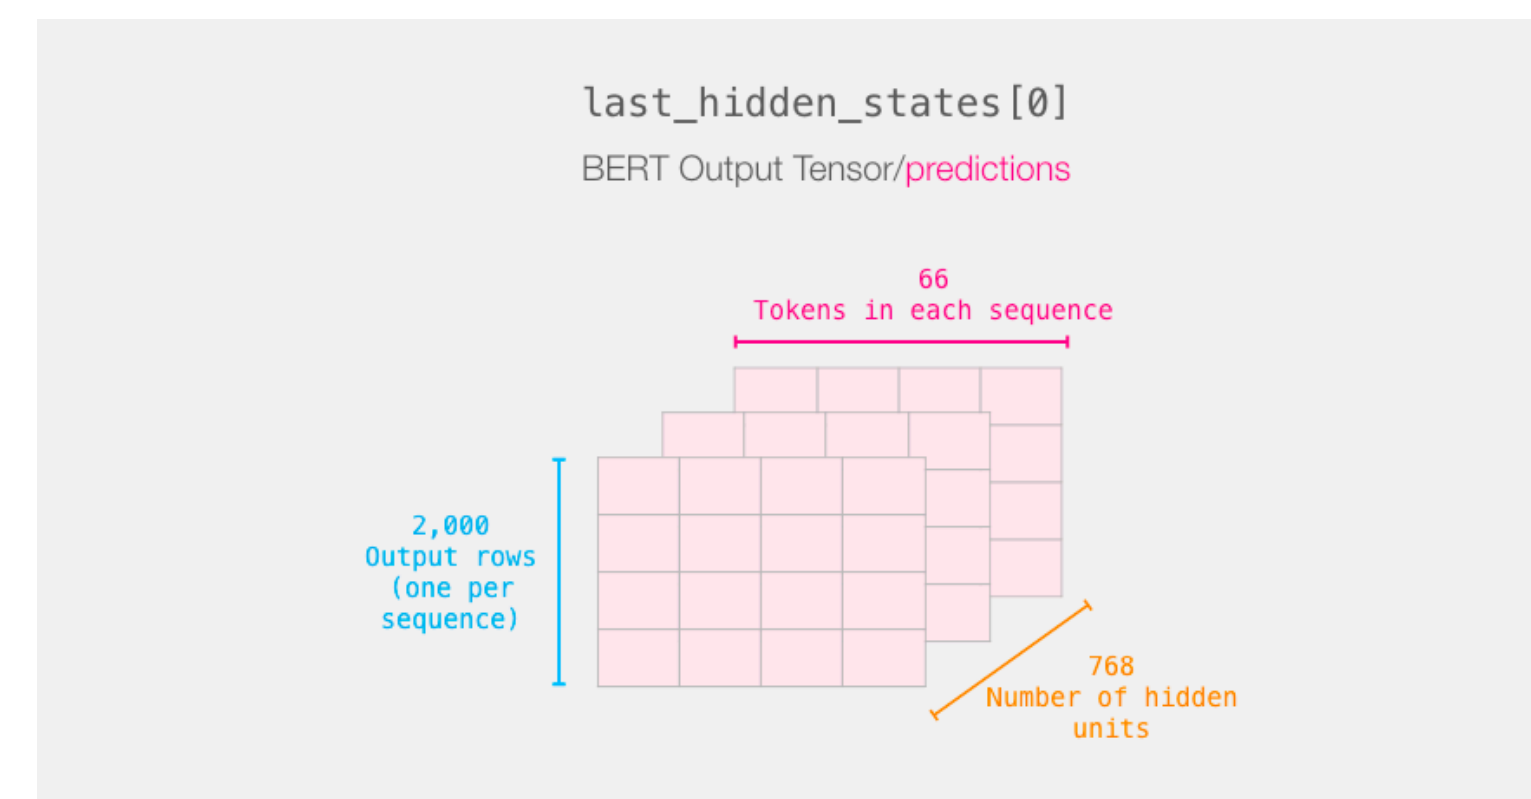 last_hidden_states[0]
BERT Output Tensor/predictions
66
Tokens in each sequence
2,000
Output rows
(one per
sequence)
768
Number of hidden
units